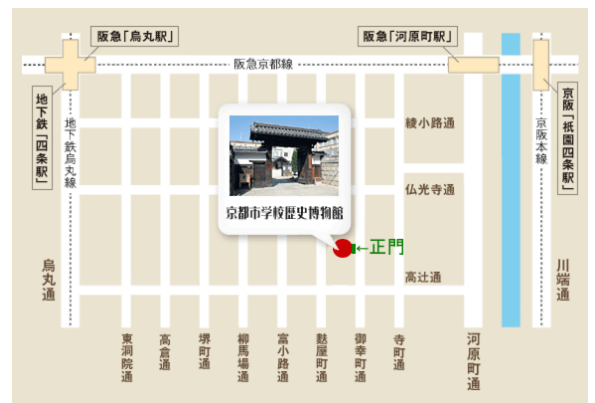 阪急「烏丸駅」
阪急「河原町駅」
阪急京都線
地下鉄「四条駅」
地下鉄烏丸線
京阪本線
京阪「祇園四条駅」
綾小路通
仏光寺通
京都市学校歴史博物館
←正門
高辻通
烏丸通
川端通
東洞院通
高倉通
堺町通
柳馬場通
富小路通
麩屋町通
御幸町通
寺町通
河原町通